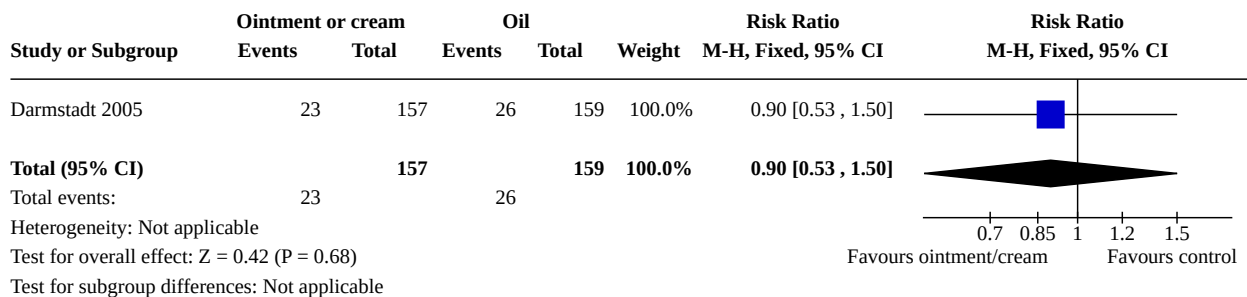 Ointment or cream Oil Risk Ratio Risk Ratio
Study or Subgroup Events Total Events Total Weight M-H, Fixed, 95% CI M-H, Fixed, 95% CI
Darmstadt 2005 23 157 26 159 100.0% 0.90 [0.53 , 1.50]
Total (95% CI) 157 159 100.0% 0.90 [0.53 , 1.50]
Total events: 23 26
Heterogeneity: Not applicable
0.7 0.85 1 1.2 1.5
Test for overall effect: Z = 0.42 (P = 0.68) Favours ointment/cream Favours control
Test for subgroup differences: Not applicable